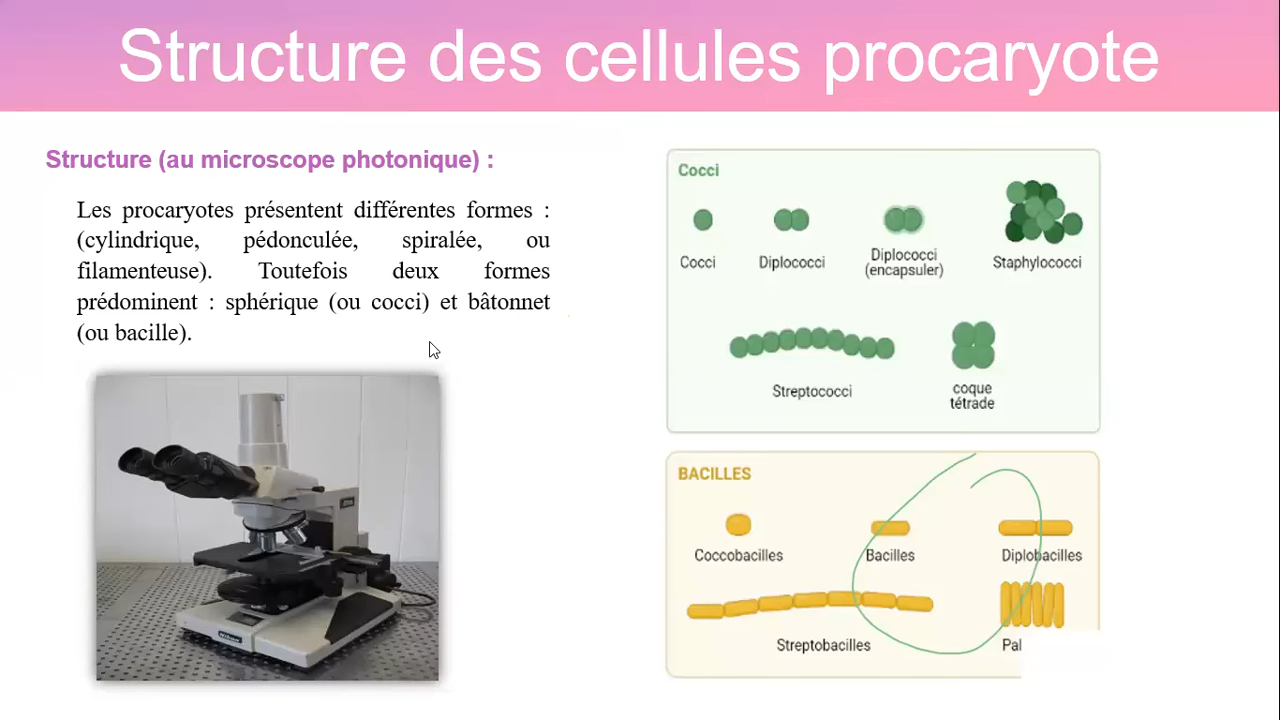 Structure des cellules procaryote
Structure (au microscope photonique) :
Les procaryotes présentent différentes formes :
(cylindrique, pédonculée, spiralée, ou
filamenteuse). Toutefois deux formes
prédominent : sphérique (ou cocci) et bâtonnet
(ou bacille).
Cocci
Cocci
Diplococci
Diplococci
(encapsuler)
Staphylococci
Streptococci
coque
tétrade
BACILLES
Coccobacilles
Bacilles
Diplobacilles
Streptobacilles
Pal